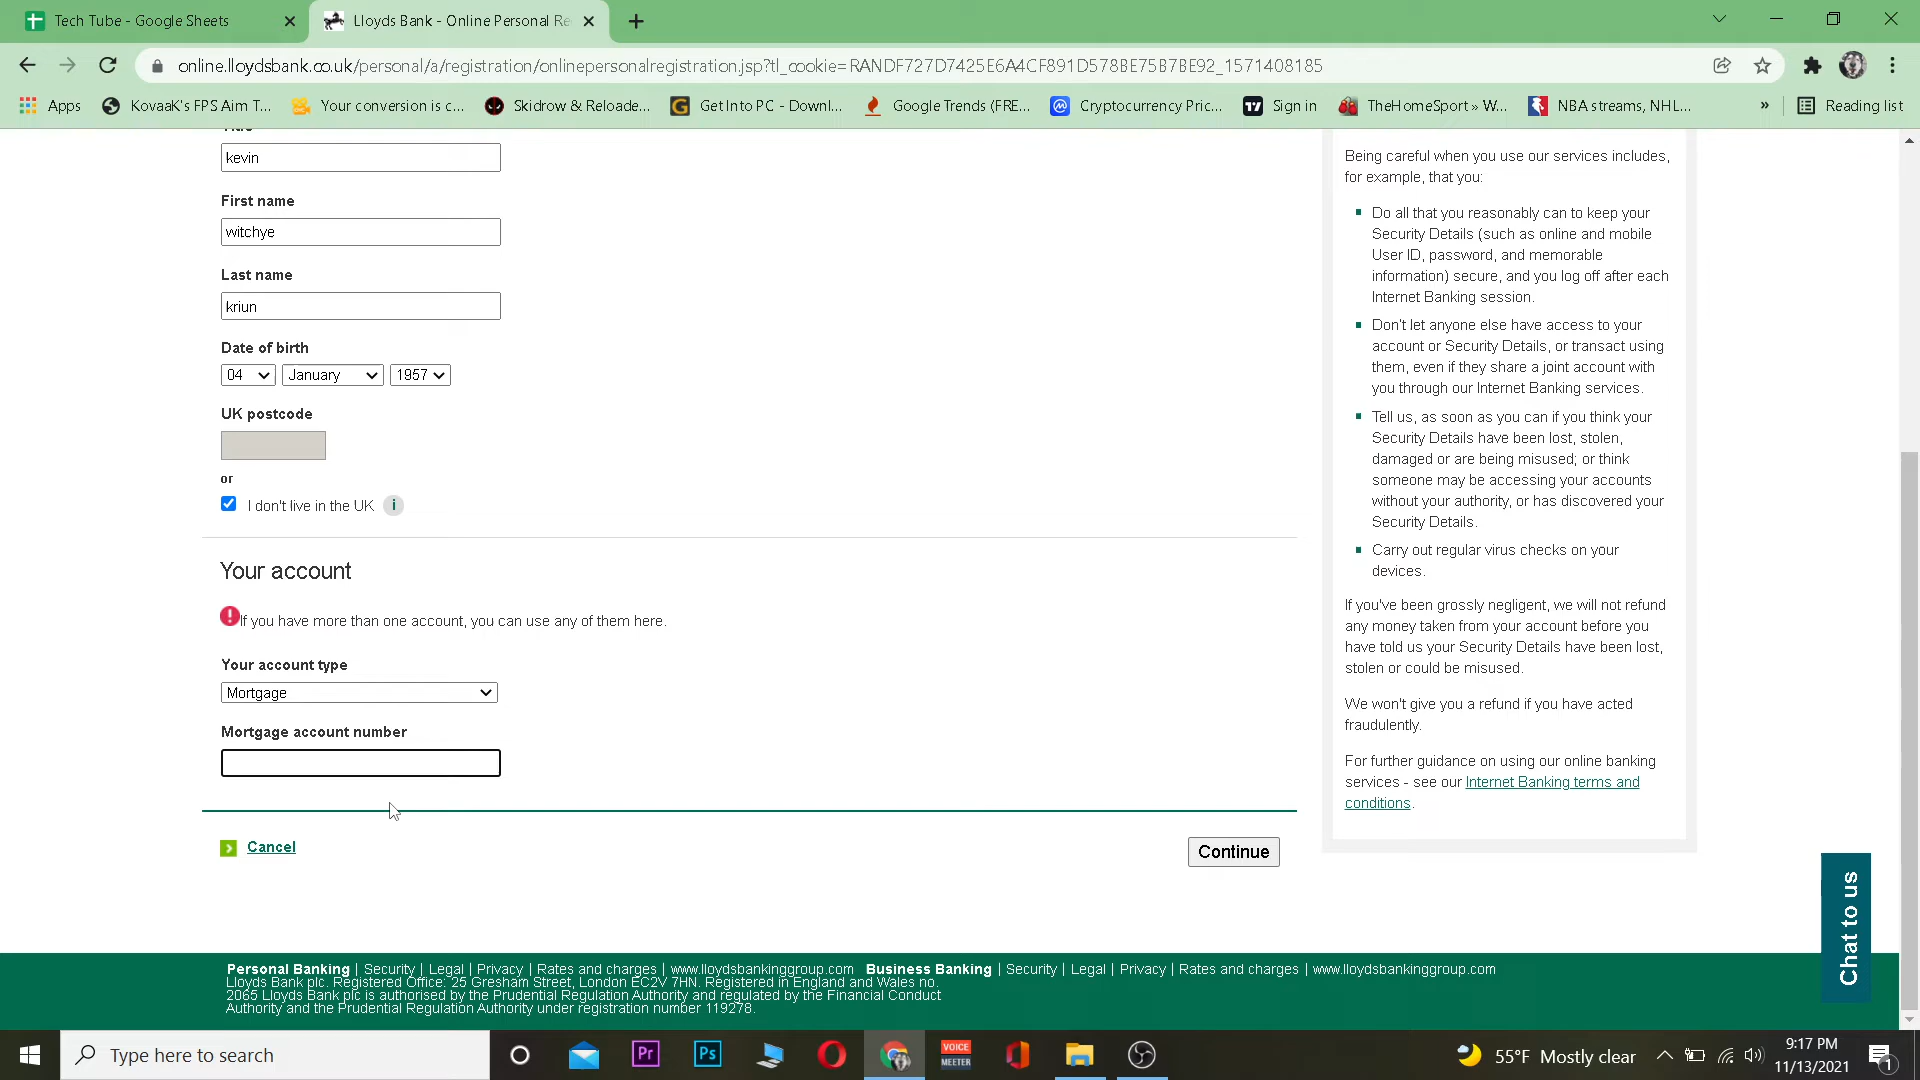 Tech Tube - Google Sheets
Lloyds Bank - Online Personal Re
online.lloydsbank.co.uk/personal/a/registration/onlinepersonalregistration.jsp?tl_cookie=RANDF727D7425E6A4CF891D578BE75B7BE92_1571408185
Apps KovaaK's FPS Aim T... Your conversion is c... Skidrow & Reloade... Get Into PC - Downl... Google Trends (FRE... Cryptocurrency Pric... Sign in TheHomeSport » W... NBA streams, NHL... » Reading list
Title
kevin
First name
witchye
Last name
kriun
Date of birth
04 January 1957
UK postcode
or
I don't live in the UK i
Your account
If you have more than one account, you can use any of them here.
Your account type
Mortgage
Mortgage account number
Cancel
Continue
Being careful when you use our services includes,
for example, that you:
Do all that you reasonably can to keep your
Security Details (such as online and mobile
User ID, password, and memorable
information) secure, and you log off after each
Internet Banking session.
Don't let anyone else have access to your
account or Security Details, or transact using
them, even if they share a joint account with
you through our Internet Banking services.
Tell us, as soon as you can if you think your
Security Details have been lost, stolen,
damaged or are being misused; or think
someone may be accessing your accounts
without your authority, or has discovered your
Security Details.
Carry out regular virus checks on your
devices.
If you've been grossly negligent, we will not refund
any money taken from your account before you
have told us your Security Details have been lost,
stolen or could be misused.
We won't give you a refund if you have acted
fraudulently.
For further guidance on using our online banking
services - see our Internet Banking terms and
conditions.
Chat to us
Personal Banking | Security | Legal | Privacy | Rates and charges | www.lloydsbankinggroup.com Business Banking | Security | Legal | Privacy | Rates and charges | www.lloydsbankinggroup.com
Lloyds Bank plc. Registered Office: 25 Gresham Street, London EC2V 7HN. Registered in England and Wales no.
2065 Lloyds Bank plc is authorised by the Prudential Regulation Authority and regulated by the Financial Conduct
Authority and the Prudential Regulation Authority under registration number 119278.
Type here to search
Pr
Ps
VOICE
MEETER
55°F Mostly clear
9:17 PM
11/13/2021
1